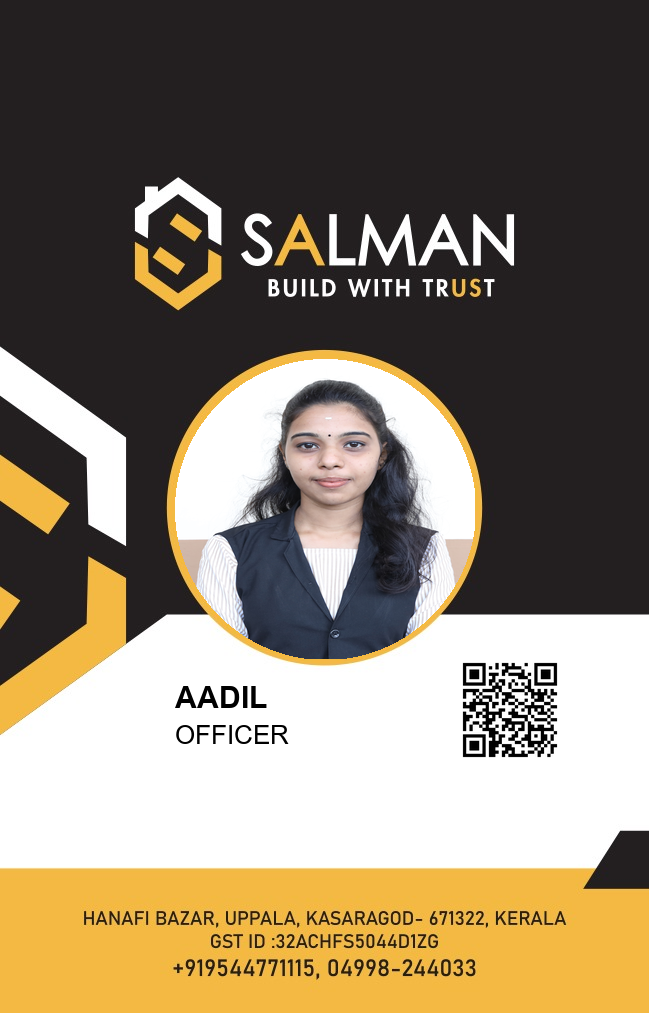 SALMAN
BUILD WITH TRUST
AADIL
OFFICER
HANAFI BAZAR, UPPALA, KASARAGOD- 671322, KERALA
GST ID :32ACHFS5044D1ZG
+919544771115, 04998-244033